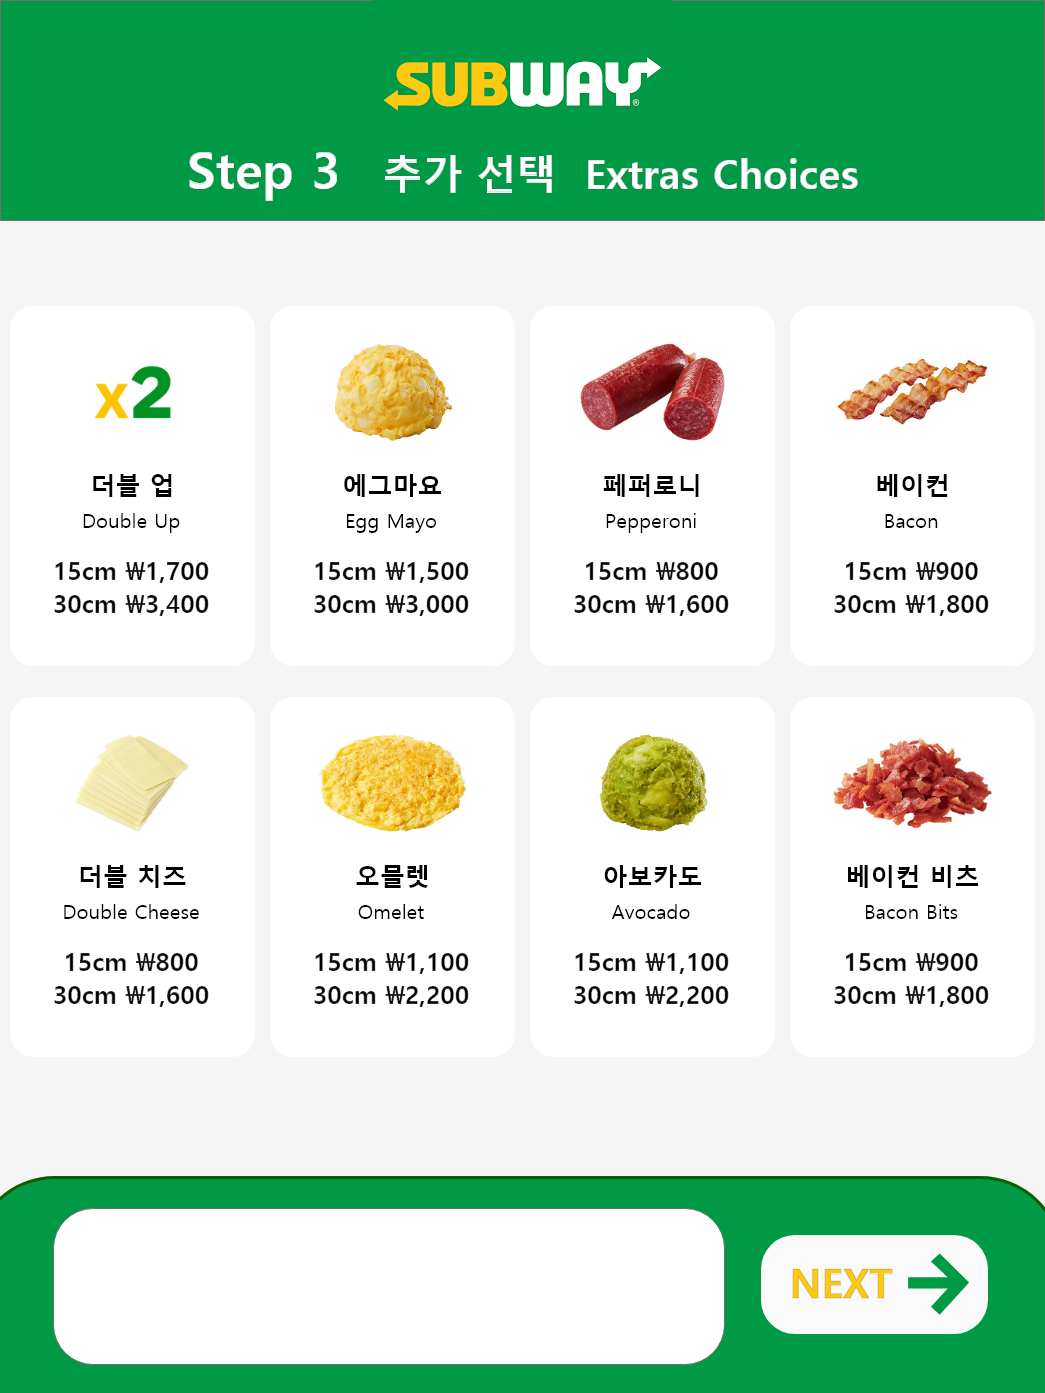 SUBWAY®
Step 3 추가 선택 Extras Choices
x2
더블 업
Double Up
15cm ₩1,700
30cm ₩3,400
에그마요
Egg Mayo
15cm ₩1,500
30cm ₩3,000
페퍼로니
Pepperoni
15cm ₩800
30cm ₩1,600
베이컨
Bacon
15cm ₩900
30cm ₩1,800
더블 치즈
Double Cheese
15cm ₩800
30cm ₩1,600
오믈렛
Omelet
15cm ₩1,100
30cm ₩2,200
아보카도
Avocado
15cm ₩1,100
30cm ₩2,200
베이컨 비츠
Bacon Bits
15cm ₩900
30cm ₩1,800
NEXT